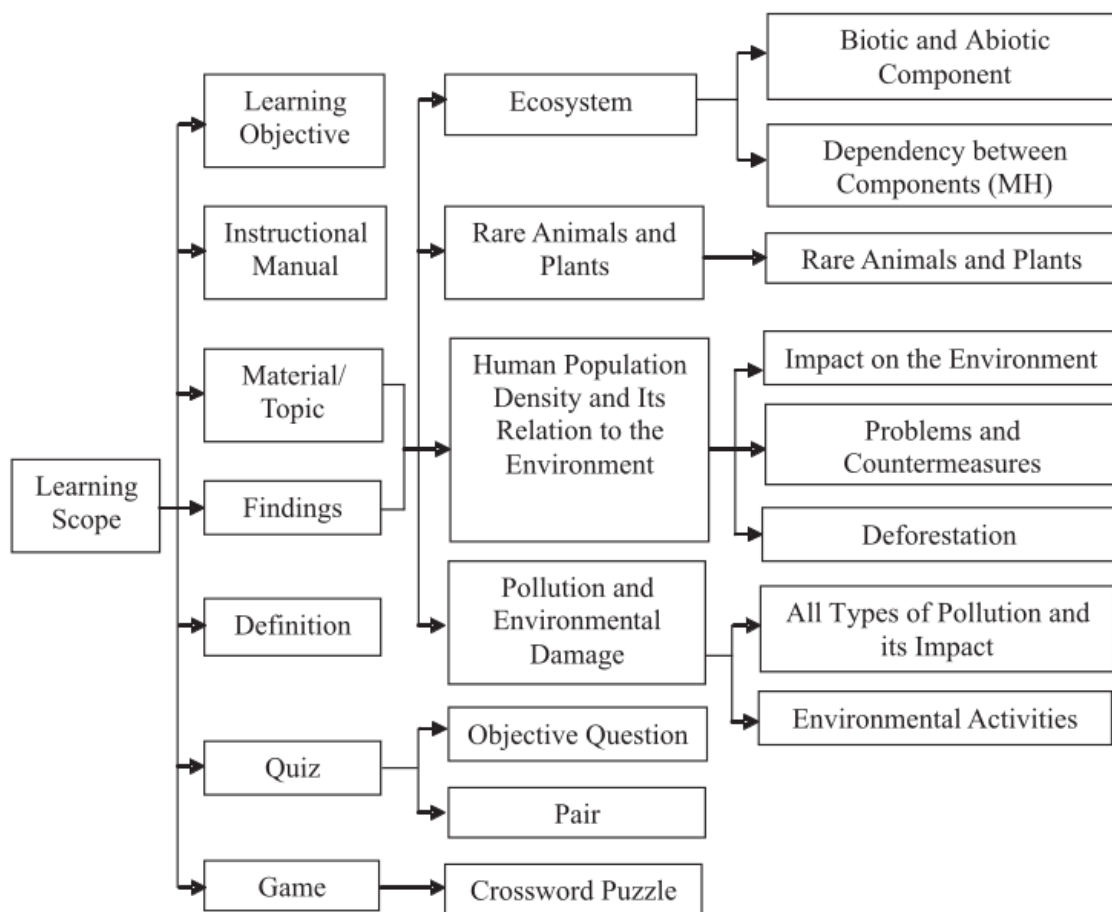 Learning
Scope
Learning
Objective
Instructional
Manual
Material/
Topic
Findings
Definition
Quiz
Game
Ecosystem
Rare Animals and
Plants
Human Population
Density and Its
Relation to the
Environment
Pollution and
Environmental
Damage
Objective Question
Pair
Crossword Puzzle
Biotic and Abiotic
Component
Dependency between
Components (MH)
Rare Animals and Plants
Impact on the Environment
Problems and
Countermeasures
Deforestation
All Types of Pollution and
its Impact
Environmental Activities